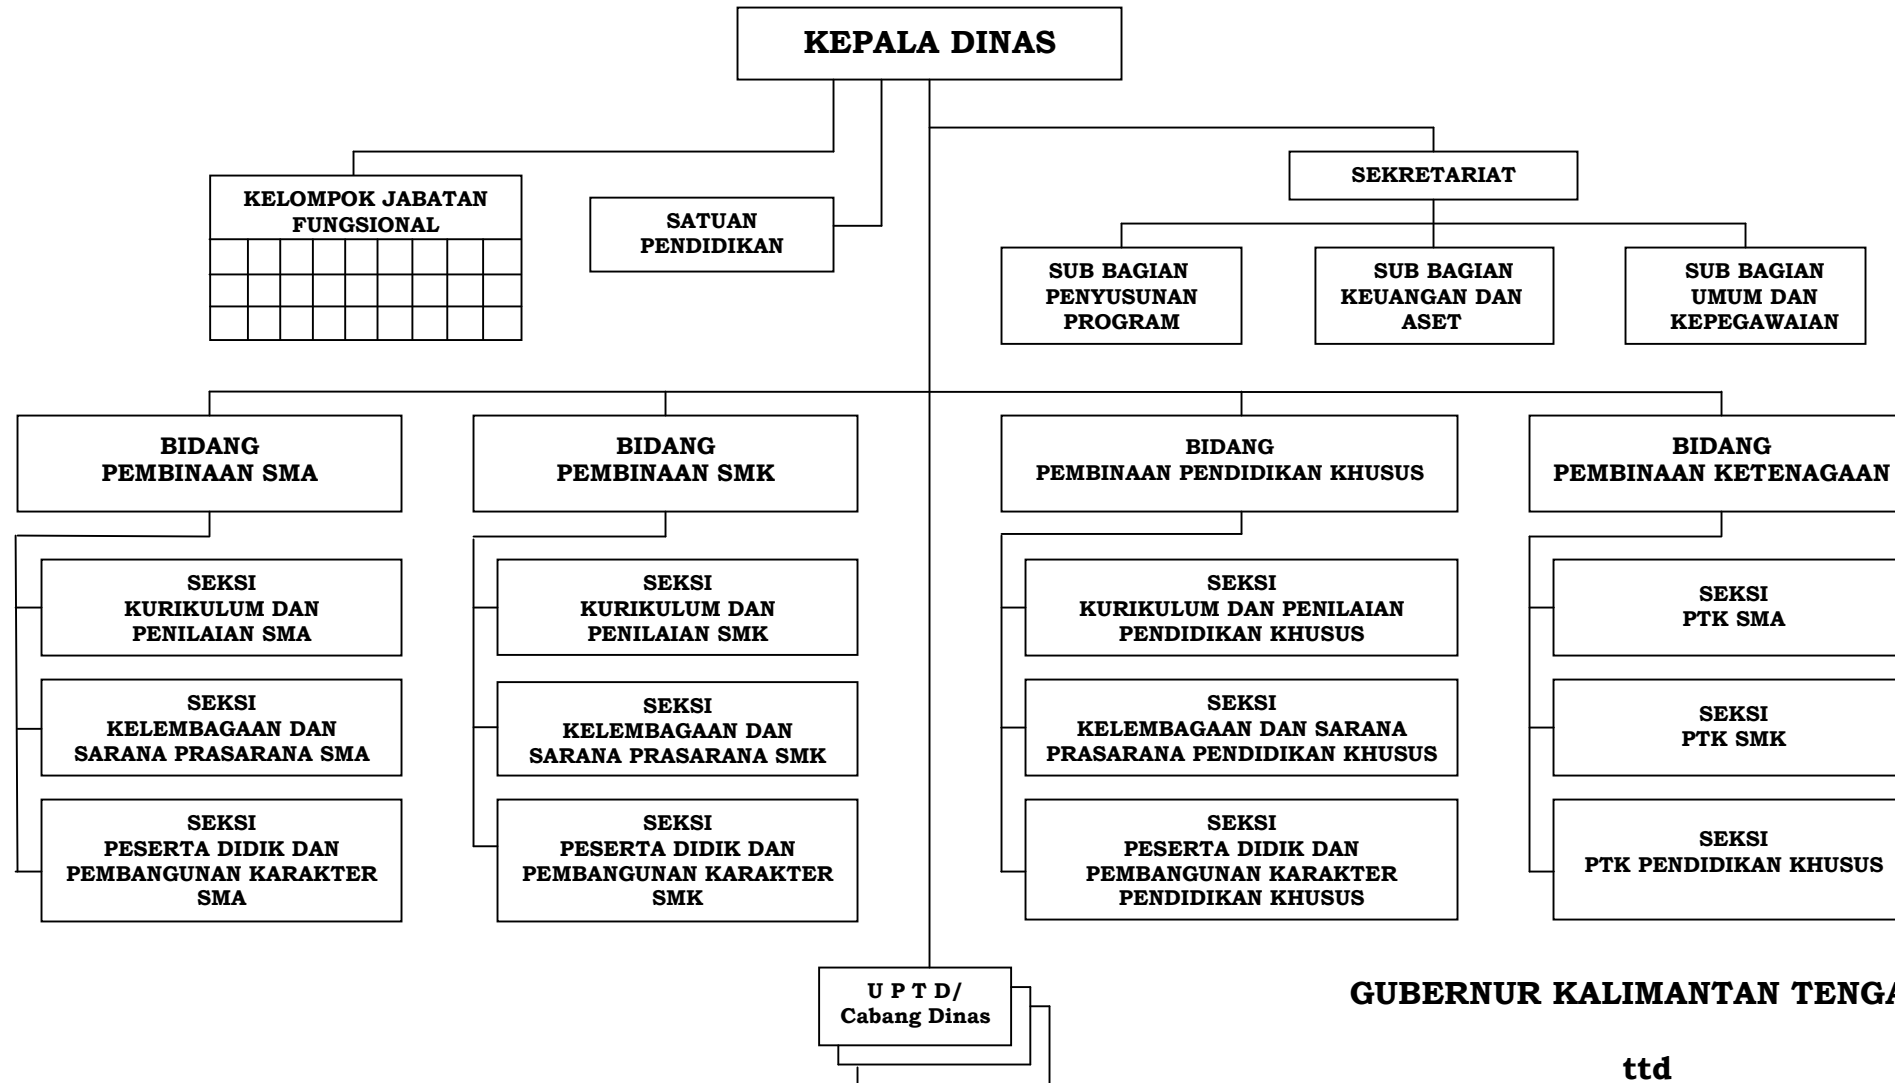 KEPALA DINAS
KELOMPOK JABATAN
FUNGSIONAL
SATUAN
PENDIDIKAN
SEKRETARIAT
SUB BAGIAN
PENYUSUNAN
PROGRAM
SUB BAGIAN
KEUANGAN DAN
ASET
SUB BAGIAN
UMUM DAN
KEPEGAWAIAN
BIDANG
PEMBINAAN SMA
BIDANG
PEMBINAAN SMK
BIDANG
PEMBINAAN PENDIDIKAN KHUSUS
BIDANG
PEMBINAAN KETENAGAAN
SEKSI
KURIKULUM DAN
PENILAIAN SMA
SEKSI
KURIKULUM DAN
PENILAIAN SMK
SEKSI
KURIKULUM DAN PENILAIAN
PENDIDIKAN KHUSUS
SEKSI
PTK SMA
SEKSI
KELEMBAGAAN DAN
SARANA PRASARANA SMA
SEKSI
KELEMBAGAAN DAN
SARANA PRASARANA SMK
SEKSI
KELEMBAGAAN DAN SARANA
PRASARANA PENDIDIKAN KHUSUS
SEKSI
PTK SMK
SEKSI
PESERTA DIDIK DAN
PEMBANGUNAN KARAKTER
SMA
SEKSI
PESERTA DIDIK DAN
PEMBANGUNAN KARAKTER
SMK
SEKSI
PESERTA DIDIK DAN
PEMBANGUNAN KARAKTER
PENDIDIKAN KHUSUS
SEKSI
PTK PENDIDIKAN KHUSUS
U P T D/
Cabang Dinas
GUBERNUR KALIMANTAN TENGA
ttd